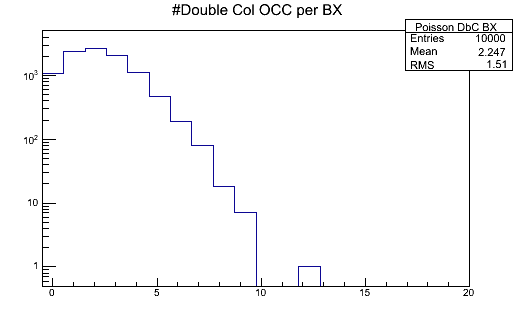 #Double Col OCC per BX
Poisson DbC BX
Entries 10000
Mean 2.247
RMS 1.51
10³
10²
10
1
0 5 10 15 20